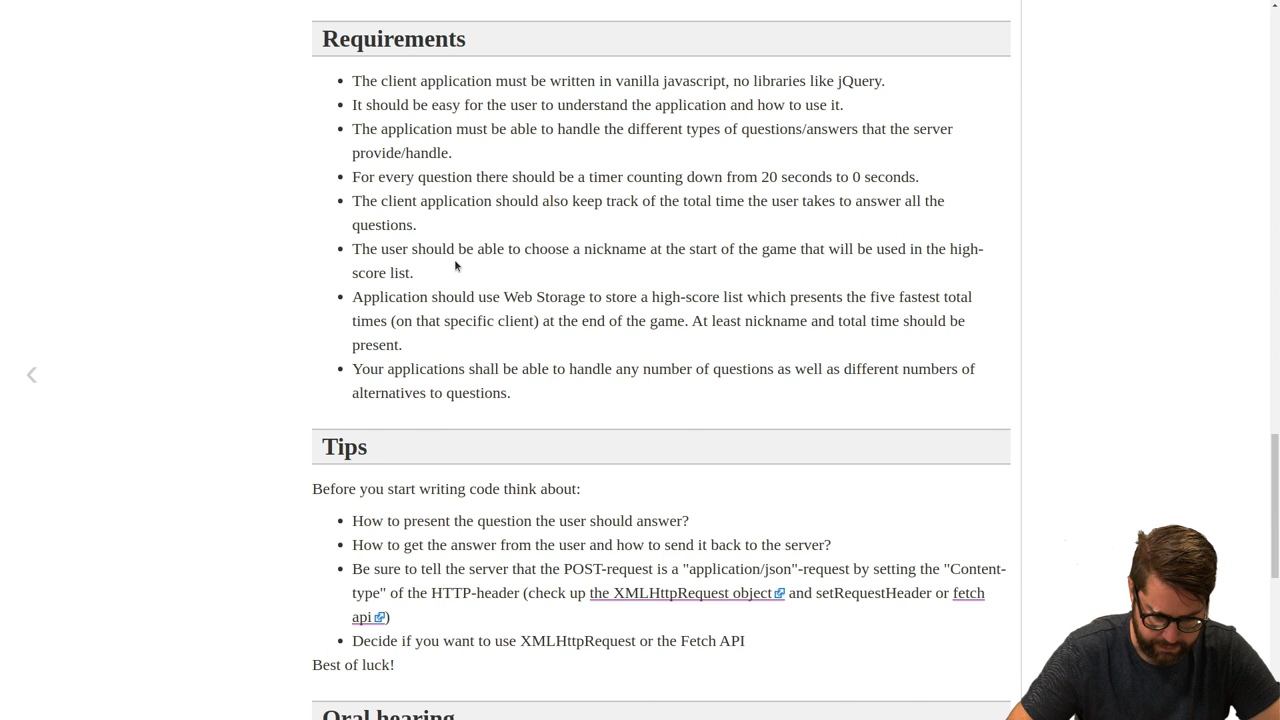 Requirements
The client application must be written in vanilla javascript, no libraries like jQuery.
It should be easy for the user to understand the application and how to use it.
The application must be able to handle the different types of questions/answers that the server
provide/handle.
For every question there should be a timer counting down from 20 seconds to 0 seconds.
The client application should also keep track of the total time the user takes to answer all the
questions.
The user should be able to choose a nickname at the start of the game that will be used in the high-
score list.
Application should use Web Storage to store a high-score list which presents the five fastest total
times (on that specific client) at the end of the game. At least nickname and total time should be
present.
Your applications shall be able to handle any number of questions as well as different numbers of
alternatives to questions.
Tips
Before you start writing code think about:
How to present the question the user should answer?
How to get the answer from the user and how to send it back to the server?
Be sure to tell the server that the POST-request is a "application/json"-request by setting the "Content-
type" of the HTTP-header (check up the XMLHttpRequest object and setRequestHeader or fetch
api)
Decide if you want to use XMLHttpRequest or the Fetch API
Best of luck!
Oral hearing